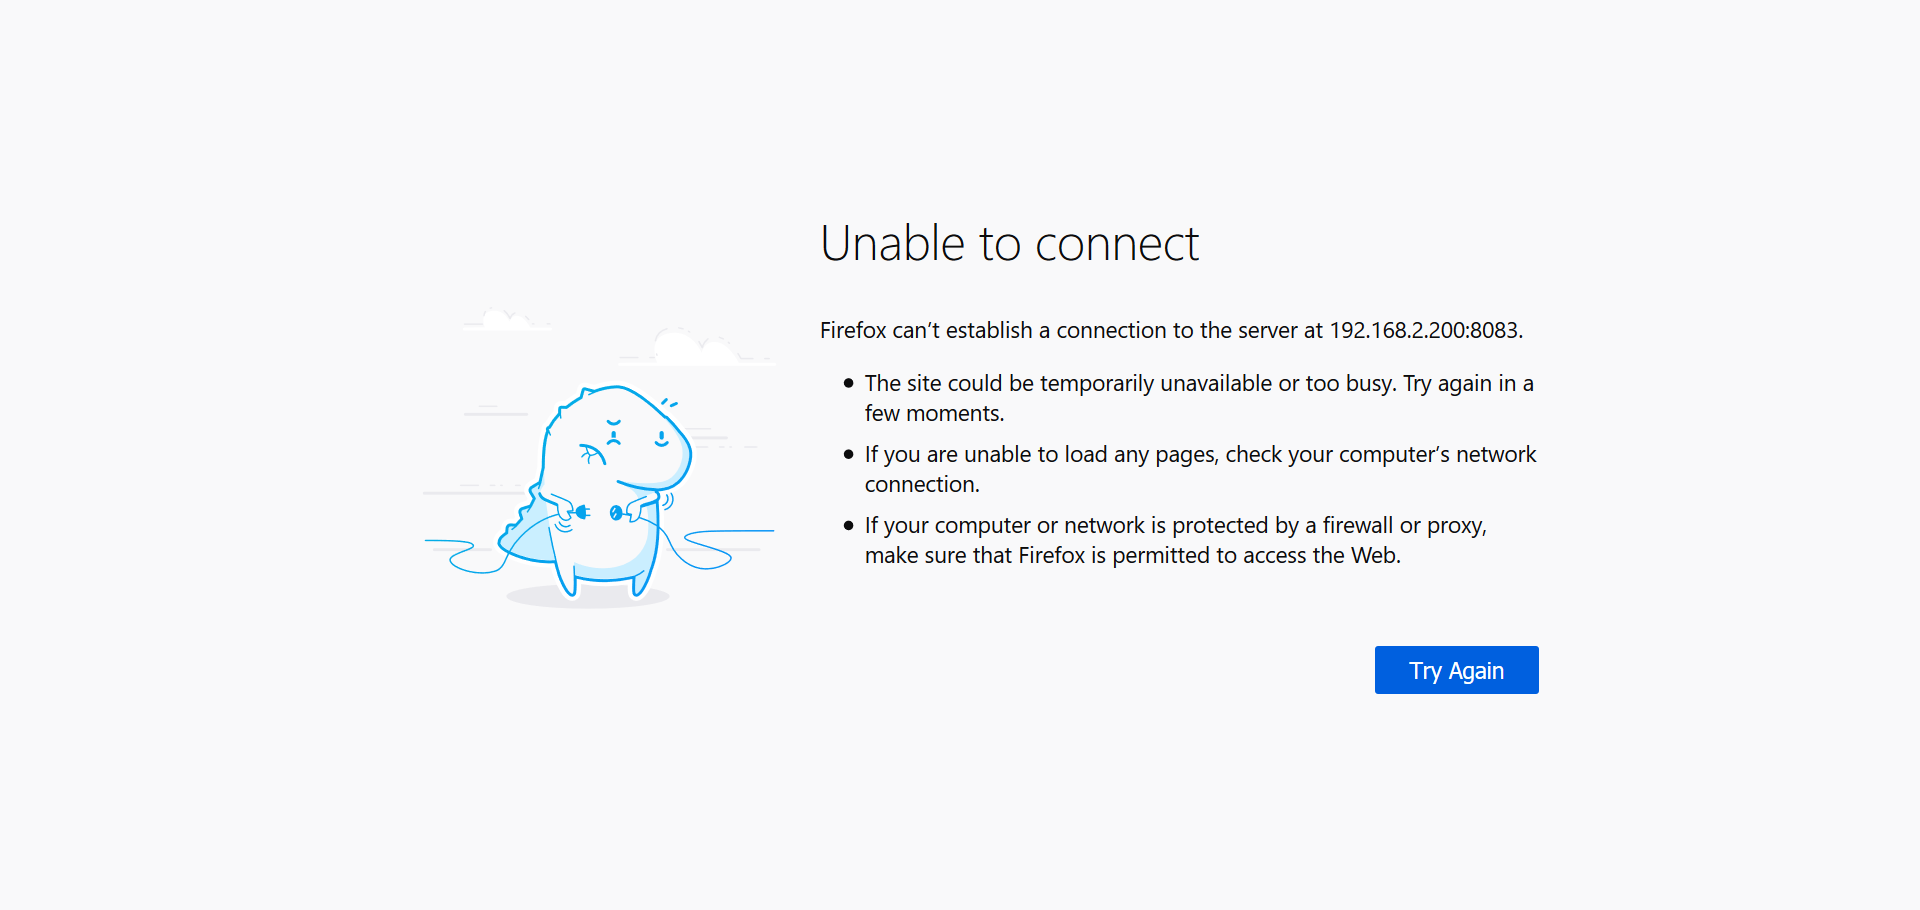 Unable to connect
Firefox can’t establish a connection to the server at 192.168.2.200:8083.
The site could be temporarily unavailable or too busy. Try again in a
few moments.
If you are unable to load any pages, check your computer’s network
connection.
If your computer or network is protected by a firewall or proxy,
make sure that Firefox is permitted to access the Web.
Try Again